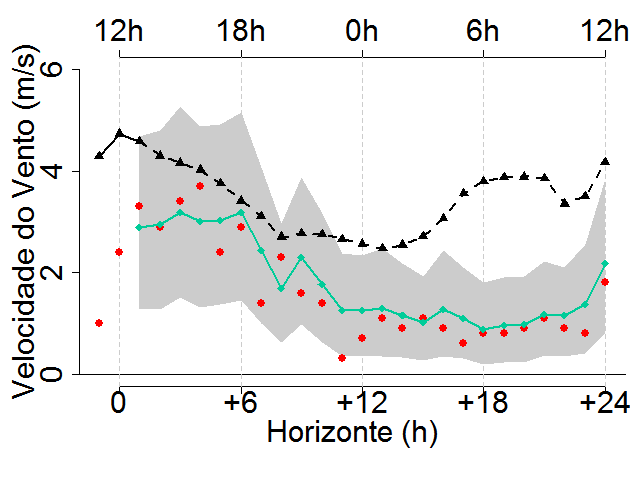 12h 18h 0h 6h 12h
Velocidade do Vento (m/s)
6
4
2
0
0 +6 +12 +18 +24
Horizonte (h)